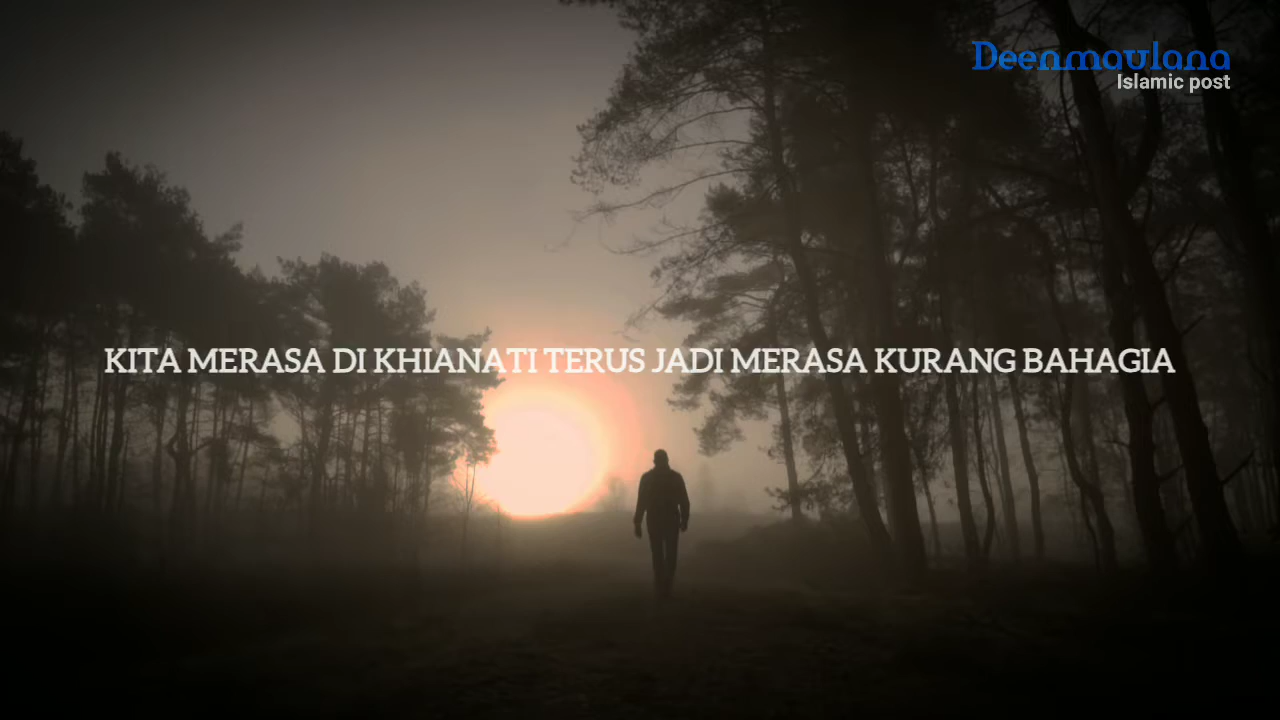 Deenmaulana
Islamic post
KITA MERASA DI KHIANATI TERUS JADI MERASA KURANG BAHAGIA